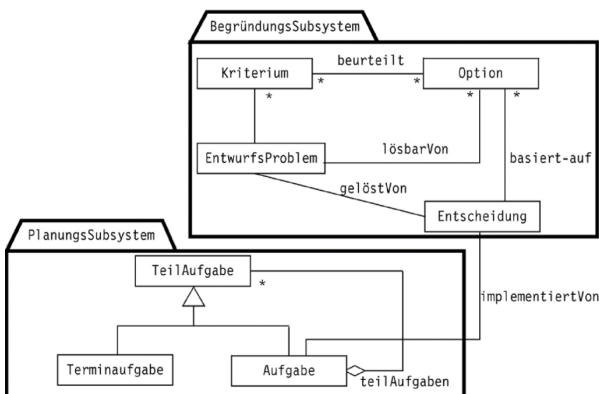 BegründungsSubsystem
Kriterium
beurteilt
Option
*
*
*
*
*
EntwurfsProblem
lösbarVon
basiert-auf
gelöstVon
Entscheidung
PlanungsSubsystem
TeilAufgabe
*
implementiertVon
Terminaufgabe
Aufgabe
teilAufgaben